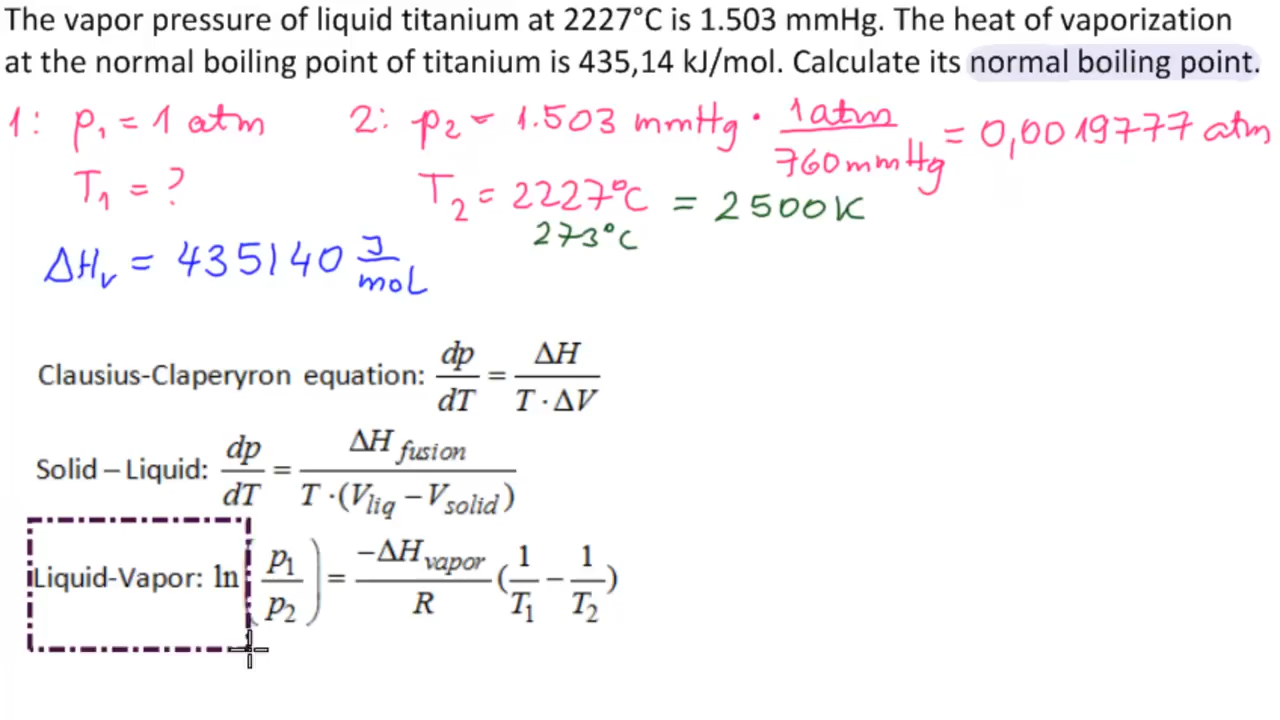 The vapor pressure of liquid titanium at 2227°C is 1.503 mmHg. The heat of vaporization
at the normal boiling point of titanium is 435,14 kJ/mol. Calculate its normal boiling point.
1: p₁ = 1 atm 2: p₂ = 1.503 mmHg · 1atm / 760mmHg = 0,0019777 atm
T₁ = ? T₂ = 2227°C = 2500K
273°C
ΔHᵥ = 435140 J/mol
Clausius-Claperyron equation: dp/dT = ΔH / T · ΔV
Solid – Liquid: dp/dT = ΔH fusion / T · (V liq − V solid)
Liquid-Vapor: ln (p₁/p₂) = −ΔH vapor / R (1/T₁ − 1/T₂)